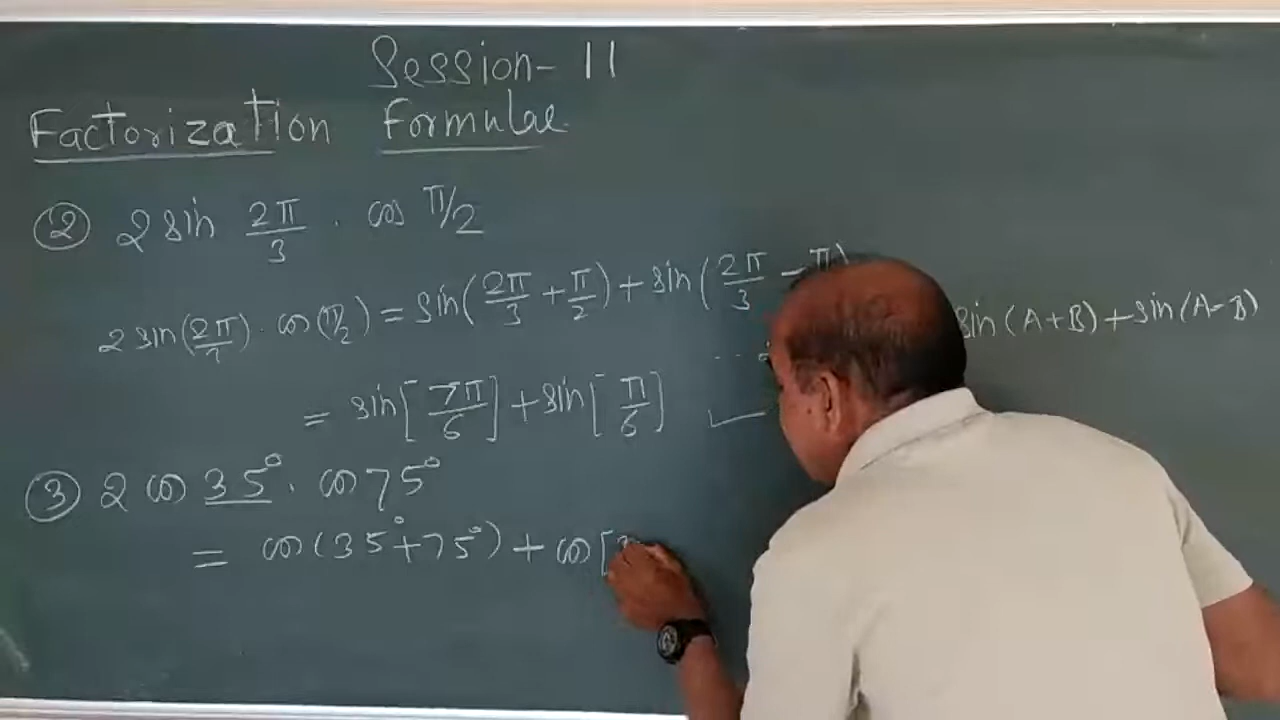 Session- 11
Factorization Formulae
② 2 sin 2π/3 . cos π/2
2 sin(2π/3) . cos(π/2) = sin(2π/3 + π/2) + sin(2π/3 - π
sin(A+B) + sin(A-B)
= sin[7π/6] + sin[π/6]
③ 2 cos 35° . cos 75°
= cos(35°+75°) + cos[3